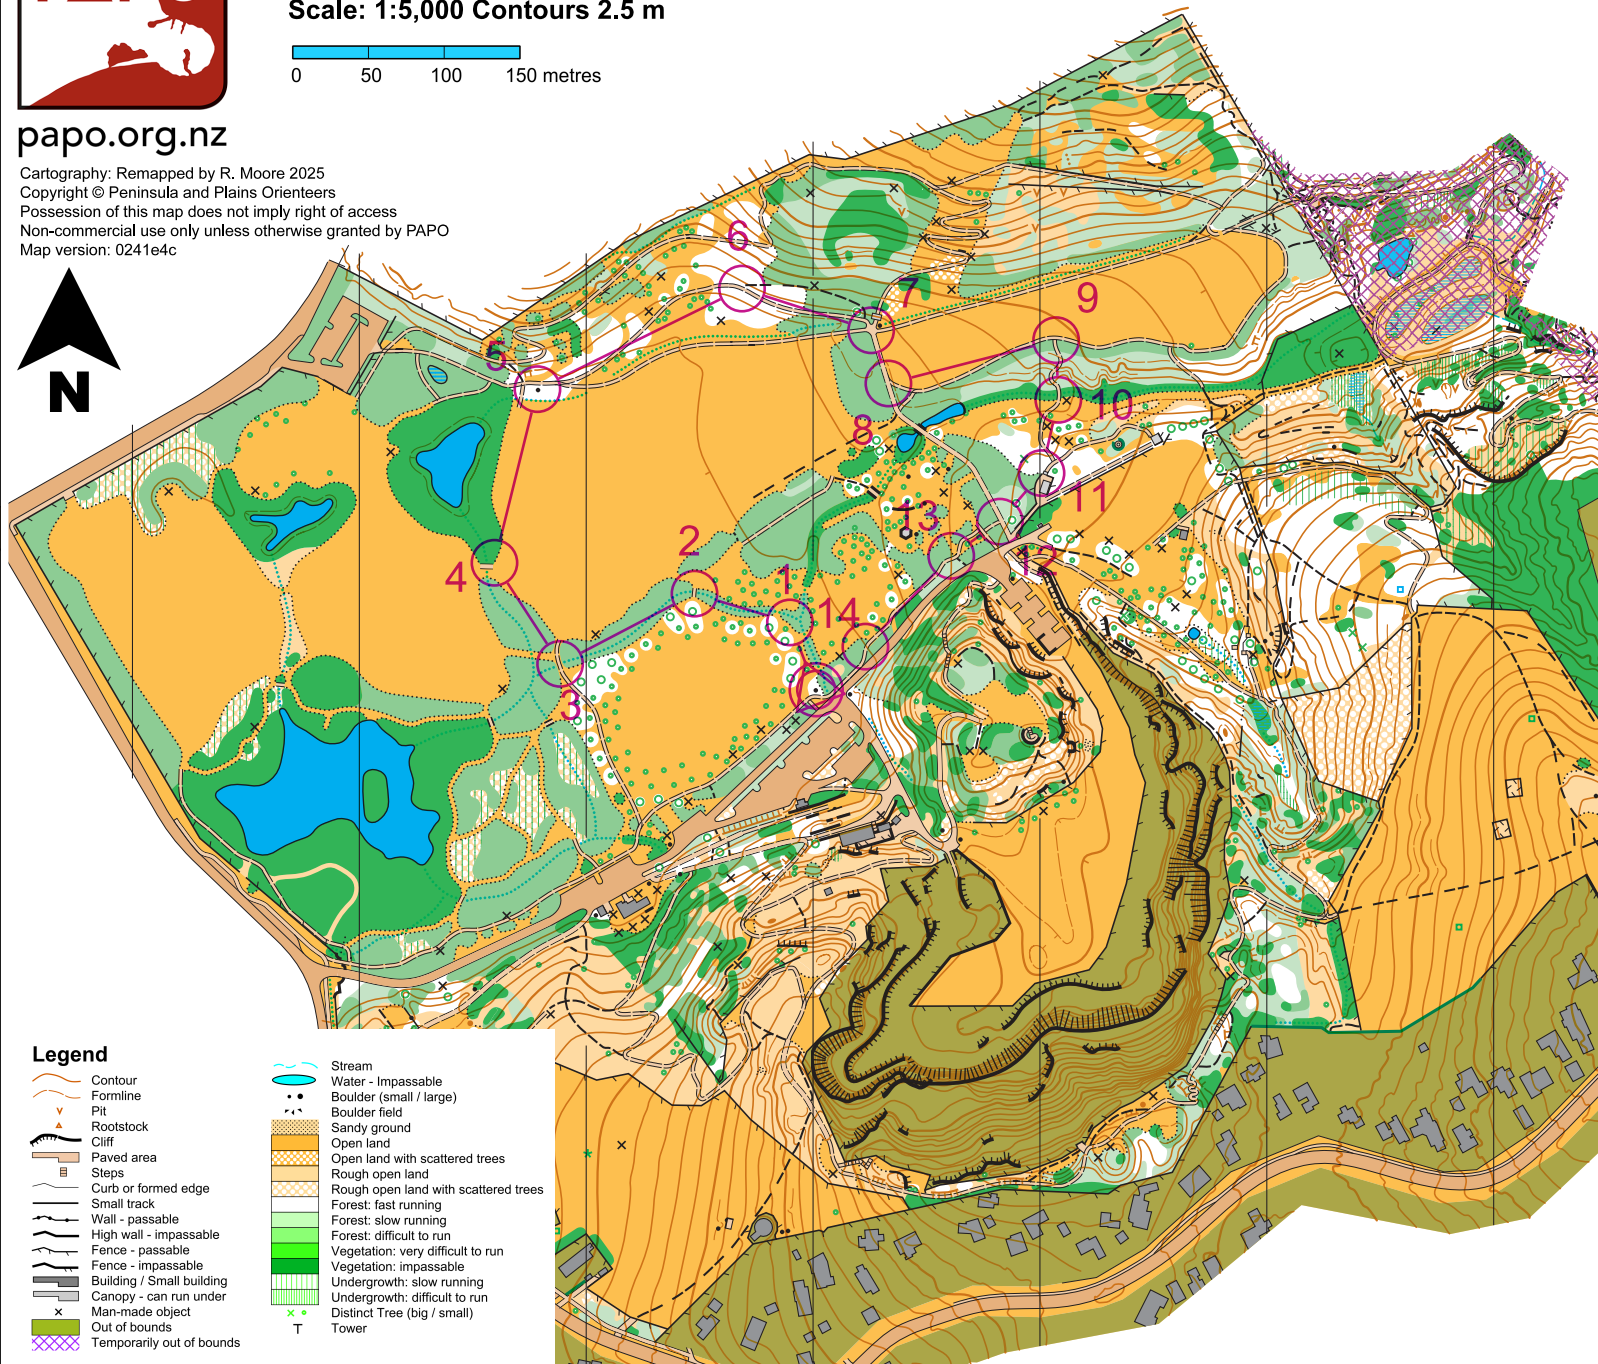 Scale: 1:5,000 Contours 2.5 m
0 50 100 150 metres
papo.org.nz
Cartography: Remapped by R. Moore 2025
Copyright © Peninsula and Plains Orienteers
Possession of this map does not imply right of access
Non-commercial use only unless otherwise granted by PAPO
Map version: 0241e4c
N
6
7
9
5
10
8
11
13
2
12
1
14
4
3
Legend
Contour
Formline
Pit
Rootstock
Cliff
Paved area
Steps
Curb or formed edge
Small track
Wall - passable
High wall - impassable
Fence - passable
Fence - impassable
Building / Small building
Canopy - can run under
Man-made object
Out of bounds
Temporarily out of bounds
Stream
Water - Impassable
Boulder (small / large)
Boulder field
Sandy ground
Open land
Open land with scattered trees
Rough open land
Rough open land with scattered trees
Forest: fast running
Forest: slow running
Forest: difficult to run
Vegetation: very difficult to run
Vegetation: impassable
Undergrowth: slow running
Undergrowth: difficult to run
Distinct Tree (big / small)
Tower